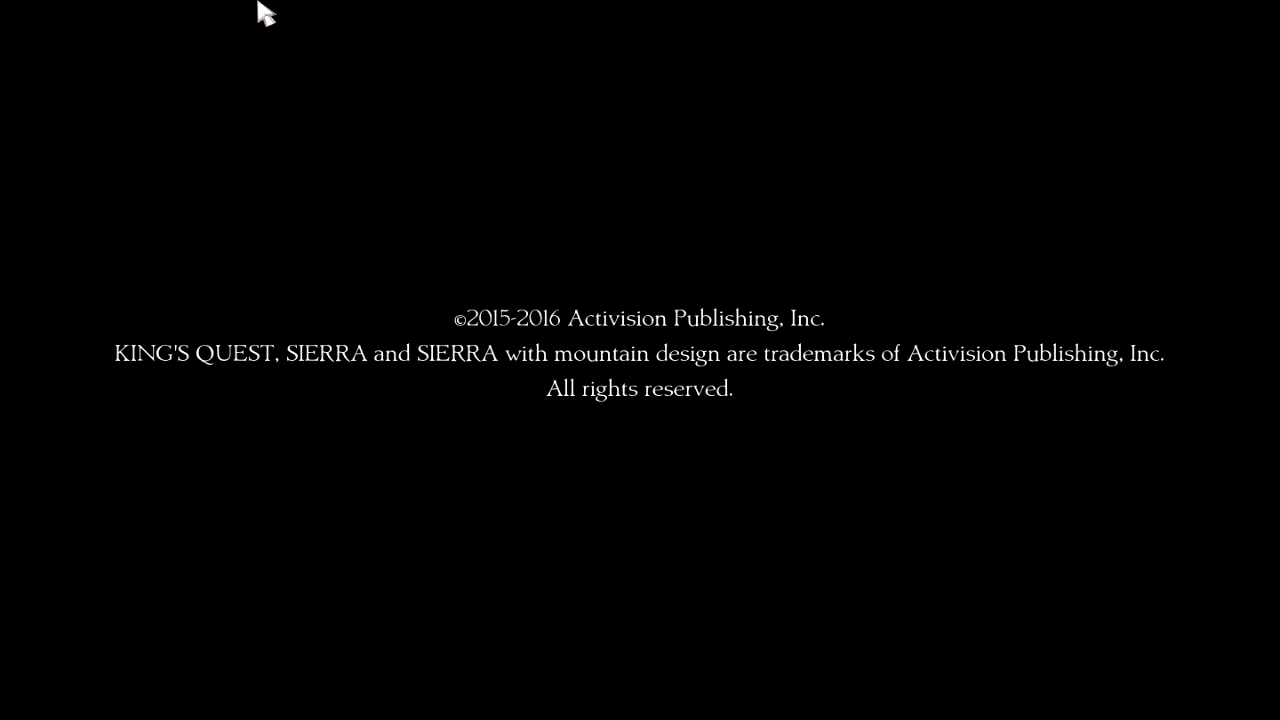 ©2015-2016 Activision Publishing, Inc.
KING'S QUEST, SIERRA and SIERRA with mountain design are trademarks of Activision Publishing, Inc.
All rights reserved.